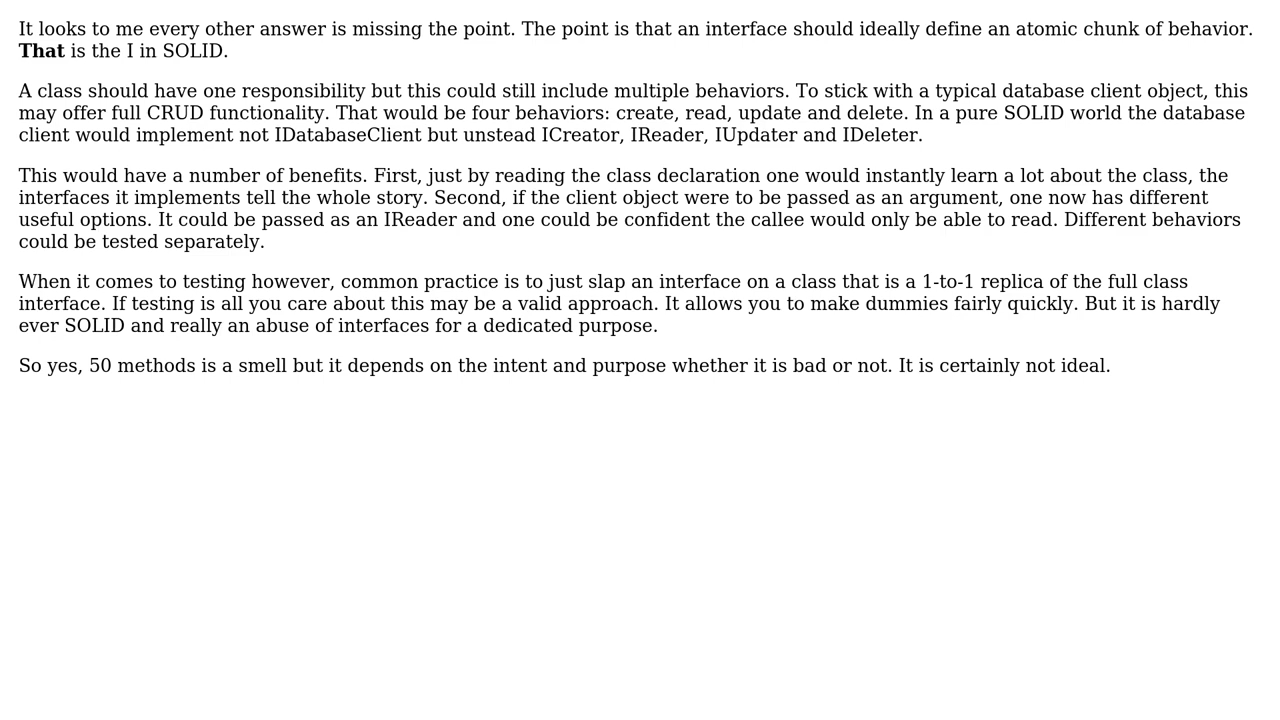 It looks to me every other answer is missing the point. The point is that an interface should ideally define an atomic chunk of behavior.
That is the I in SOLID.
A class should have one responsibility but this could still include multiple behaviors. To stick with a typical database client object, this
may offer full CRUD functionality. That would be four behaviors: create, read, update and delete. In a pure SOLID world the database
client would implement not IDatabaseClient but unstead ICreator, IReader, IUpdater and IDeleter.
This would have a number of benefits. First, just by reading the class declaration one would instantly learn a lot about the class, the
interfaces it implements tell the whole story. Second, if the client object were to be passed as an argument, one now has different
useful options. It could be passed as an IReader and one could be confident the callee would only be able to read. Different behaviors
could be tested separately.
When it comes to testing however, common practice is to just slap an interface on a class that is a 1-to-1 replica of the full class
interface. If testing is all you care about this may be a valid approach. It allows you to make dummies fairly quickly. But it is hardly
ever SOLID and really an abuse of interfaces for a dedicated purpose.
So yes, 50 methods is a smell but it depends on the intent and purpose whether it is bad or not. It is certainly not ideal.